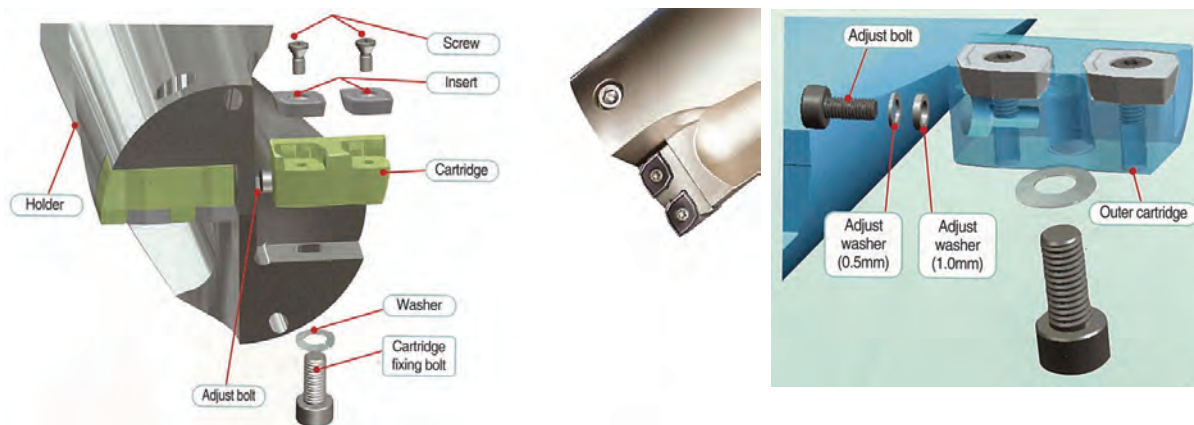 Screw
Insert
Cartridge
Holder
Washer
Cartridge
fixing bolt
Adjust bolt
Adjust bolt
Adjust
washer
(0.5mm)
Adjust
washer
(1.0mm)
Outer cartridge